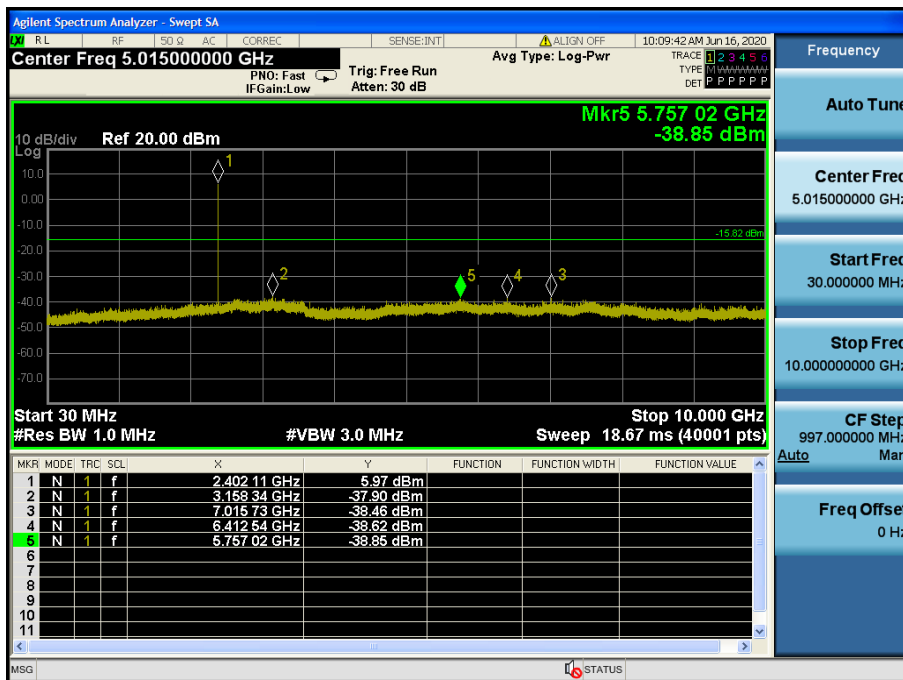 Agilent Spectrum Analyzer - Swept SA
LXI RL RF 50 Ω AC CORREC SENSE:INT ALIGN OFF 10:09:42 AM Jun 16, 2020
Center Freq 5.015000000 GHz
PNO: Fast
IFGain:Low
Trig: Free Run
Atten: 30 dB
Avg Type: Log-Pwr
TRACE 1 2 3 4 5 6
TYPE M WWWWW
DET P P P P P P
Mkr5 5.757 02 GHz
-38.85 dBm
10 dB/div Ref 20.00 dBm
Log
10.0
0.00
-10.0
-20.0
-30.0
-40.0
-50.0
-60.0
-70.0
1
2
5
4
3
-15.82 dBm
Start 30 MHz Stop 10.000 GHz
#Res BW 1.0 MHz #VBW 3.0 MHz Sweep 18.67 ms (40001 pts)
MKR MODE TRC SCL X Y FUNCTION FUNCTION WIDTH FUNCTION VALUE
1 N 1 f 2.402 11 GHz 5.97 dBm
2 N 1 f 3.158 34 GHz -37.90 dBm
3 N 1 f 7.015 73 GHz -38.46 dBm
4 N 1 f 6.412 54 GHz -38.62 dBm
5 N 1 f 5.757 02 GHz -38.85 dBm
6
7
8
9
10
11
MSG STATUS
Frequency
Auto Tune
Center Freq
5.015000000 GHz
Start Freq
30.000000 MHz
Stop Freq
10.000000000 GHz
CF Step
997.000000 MHz
Auto Man
Freq Offset
0 Hz